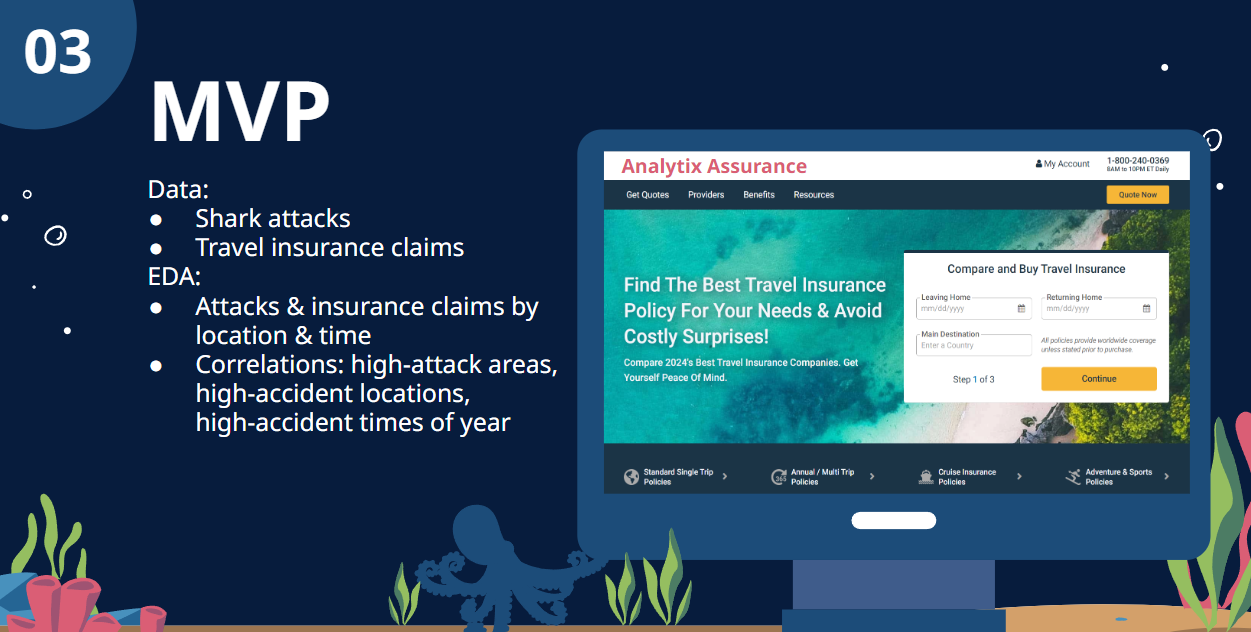 03
MVP
Data:
● Shark attacks
● Travel insurance claims
EDA:
● Attacks & insurance claims by
location & time
● Correlations: high-attack areas,
high-accident locations,
high-accident times of year
Analytix Assurance
My Account
1-800-240-0369
8AM to 10PM ET Daily
Get Quotes Providers Benefits Resources
Quote Now
Find The Best Travel Insurance
Policy For Your Needs & Avoid
Costly Surprises!
Compare 2024's Best Travel Insurance Companies. Get
Yourself Peace Of Mind.
Compare and Buy Travel Insurance
Leaving Home
mm/dd/yyyy
Returning Home
mm/dd/yyyy
Main Destination
Enter a Country
All policies provide worldwide coverage
unless stated prior to purchase.
Step 1 of 3
Continue
Standard Single Trip
Policies
365
Annual / Multi Trip
Policies
Cruise Insurance
Policies
Adventure & Sports
Policies